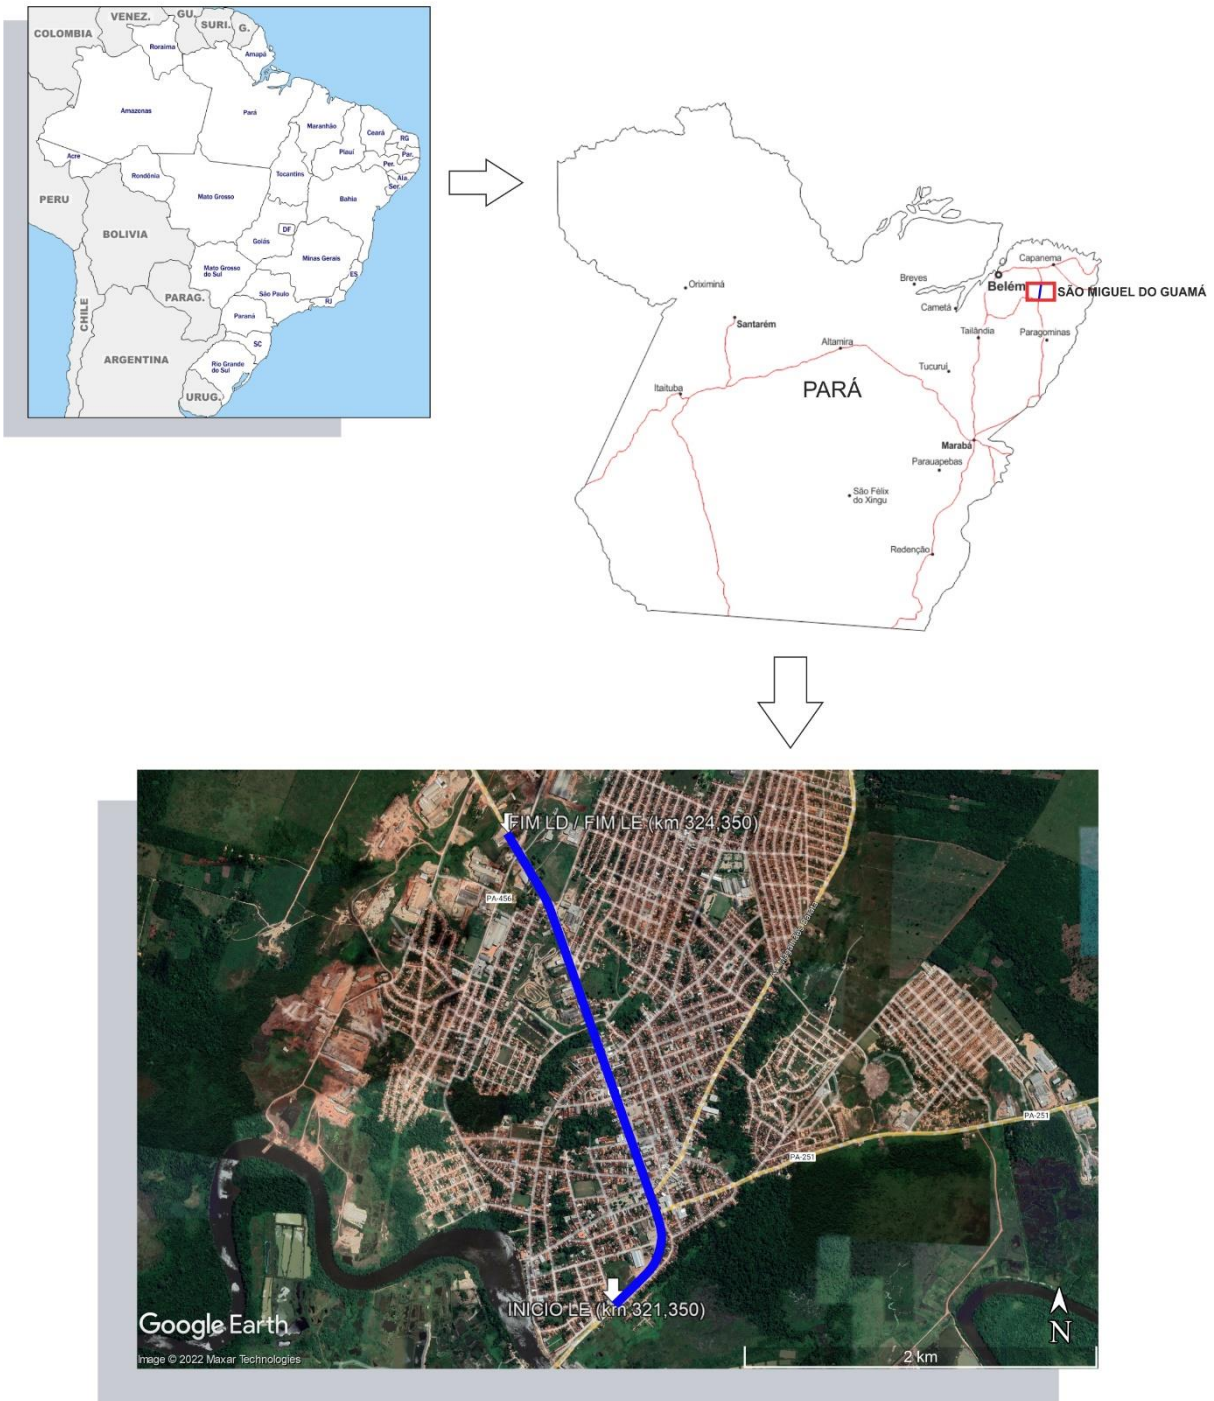 VENEZ.
GU.
SURI.
G.
COLOMBIA
Roraima
Amapá
Amazonas
Pará
Maranhão
Ceará
RG
Piauí
Par.
Per.
Ala.
Ser.
Acre
Rondônia
Tocantins
PERU
Mato Grosso
Bahia
BOLIVIA
DF
Goiás
Minas Gerais
Mato Grosso
do Sul
ES
São Paulo
RJ
PARAG.
CHILE
Paraná
SC
ARGENTINA
Rio Grande
do Sul
URUG.
Capanema
Belém
Breves
Oriximiná
SÃO MIGUEL DO GUAMÁ
Cametá
Santarém
Tailândia
Paragominas
Altamira
Tucuruí
Itaituba
PARÁ
Marabá
Parauapebas
São Félix
do Xingu
Redenção
FIM LD / FIM LE (km 324,350)
PA-456
PA-251
PA-251
INICIO LE (km 321,350)
Google Earth
Image © 2022 Maxar Technologies
N
2 km